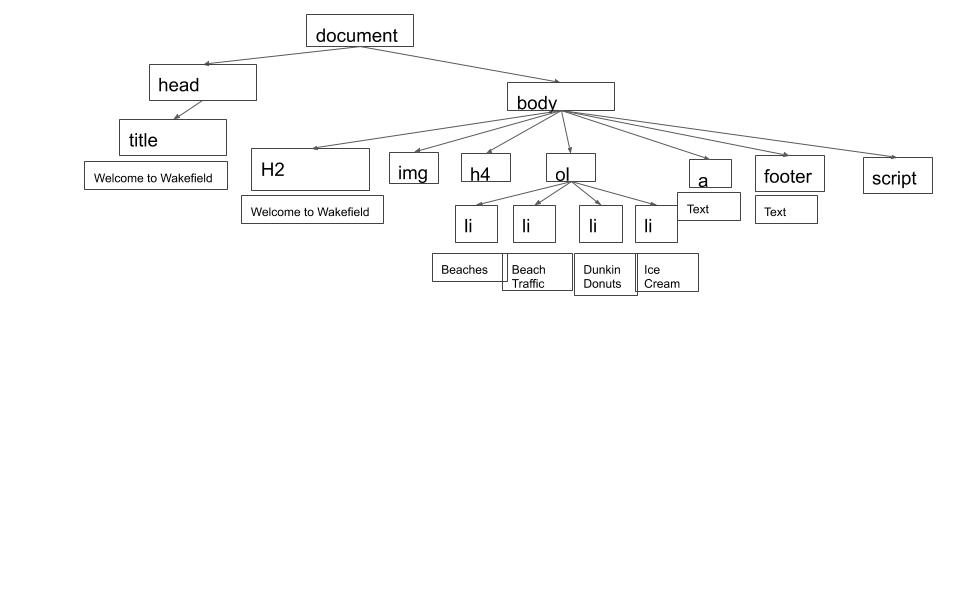 document
head
body
title
Welcome to Wakefield
H2
Welcome to Wakefield
img
h4
ol
a
Text
footer
Text
script
li
li
li
li
Beaches
Beach
Traffic
Dunkin
Donuts
Ice
Cream